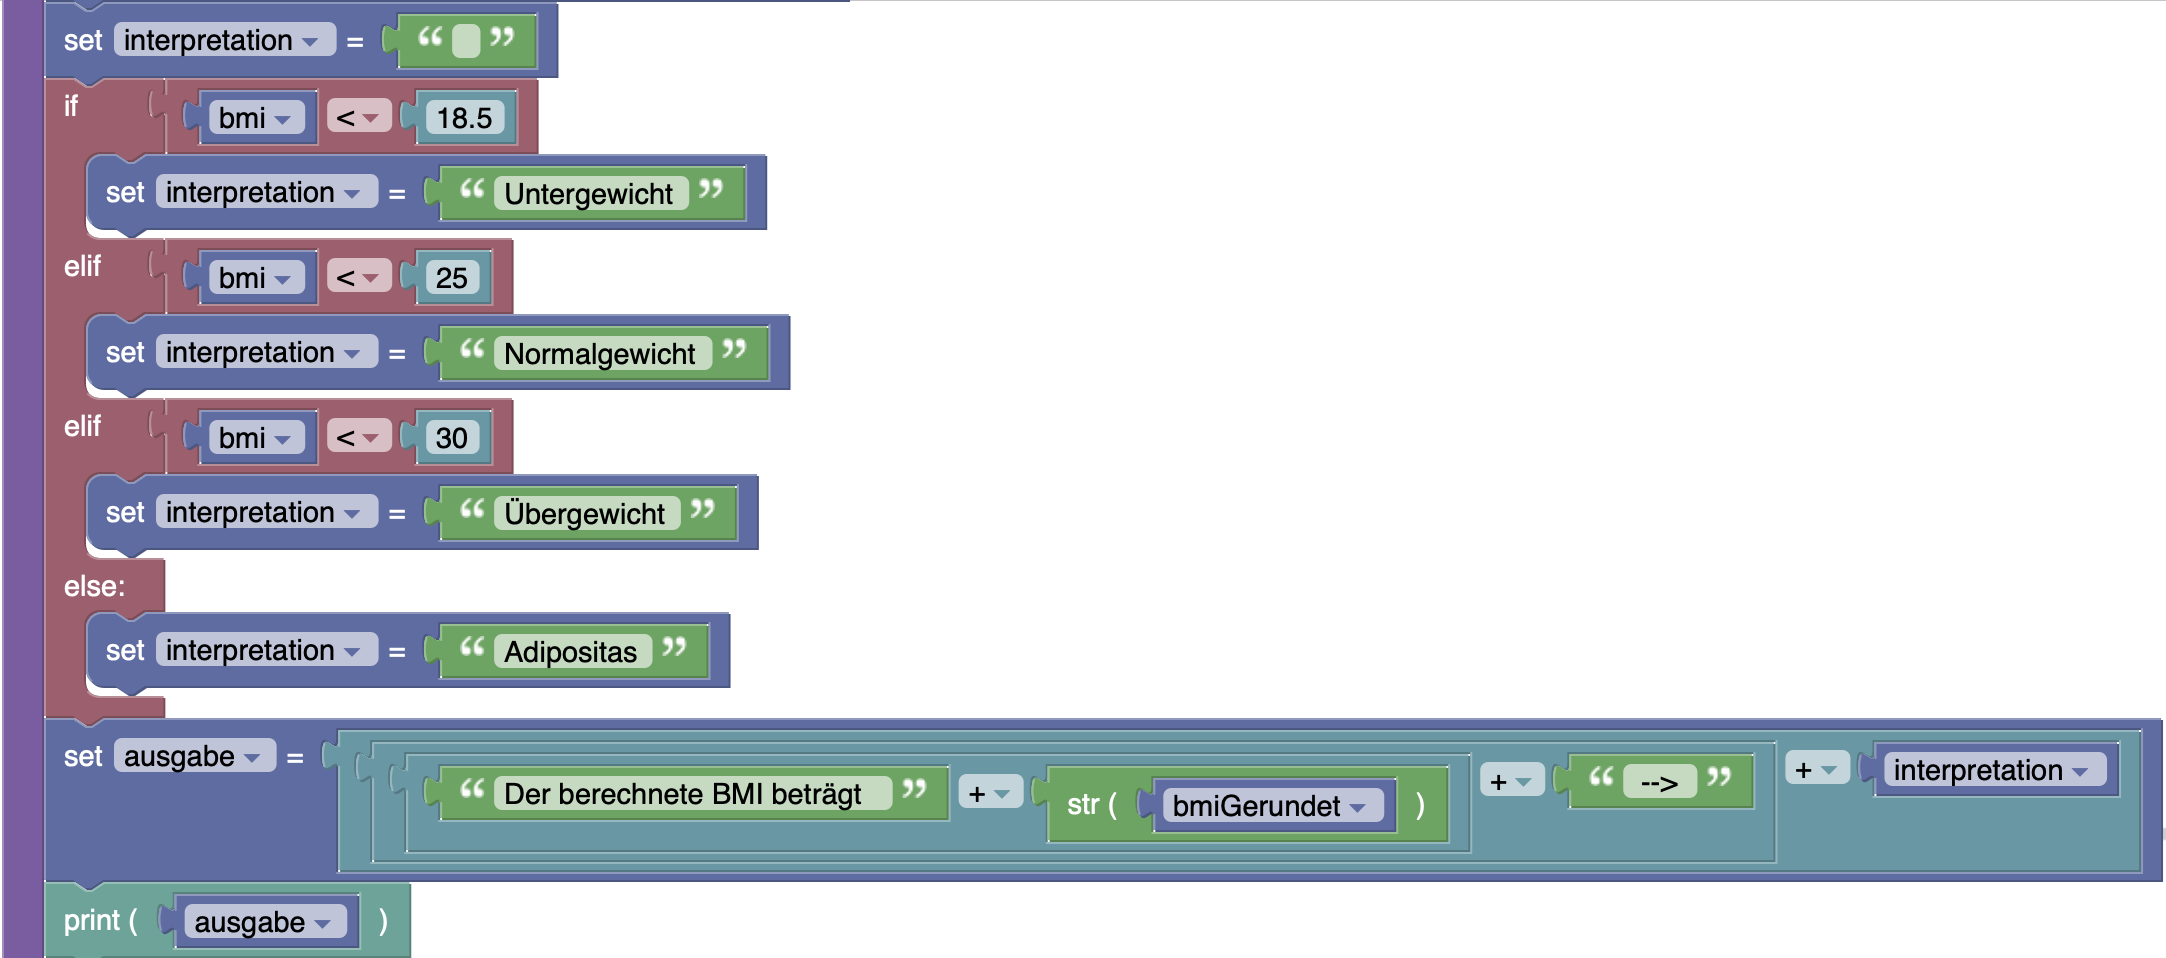 set interpretation = “ ”
if bmi < 18.5
set interpretation = “ Untergewicht ”
elif bmi < 25
set interpretation = “ Normalgewicht ”
elif bmi < 30
set interpretation = “ Übergewicht ”
else:
set interpretation = “ Adipositas ”
set ausgabe = “ Der berechnete BMI beträgt ” + str ( bmiGerundet ) + “ --> ” + interpretation
print ( ausgabe )